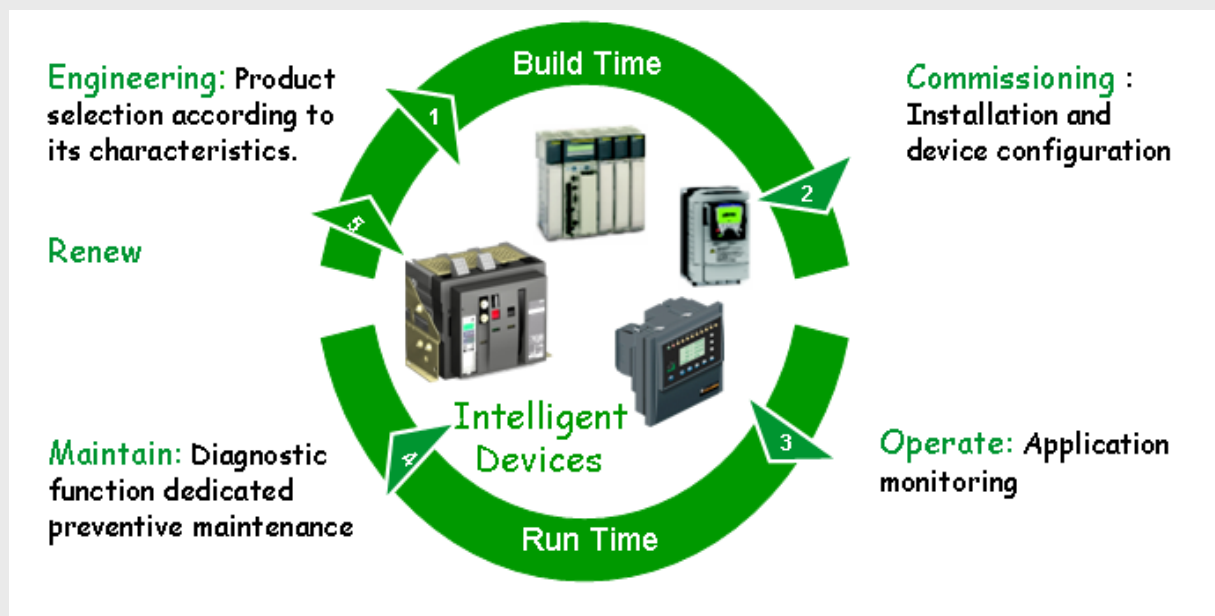 Build Time
Engineering: Product
selection according to
its characteristics.
1
Commissioning :
Installation and
device configuration
2
5
Renew
Intelligent
Devices
Maintain: Diagnostic
function dedicated
preventive maintenance
4
3
Operate: Application
monitoring
Run Time